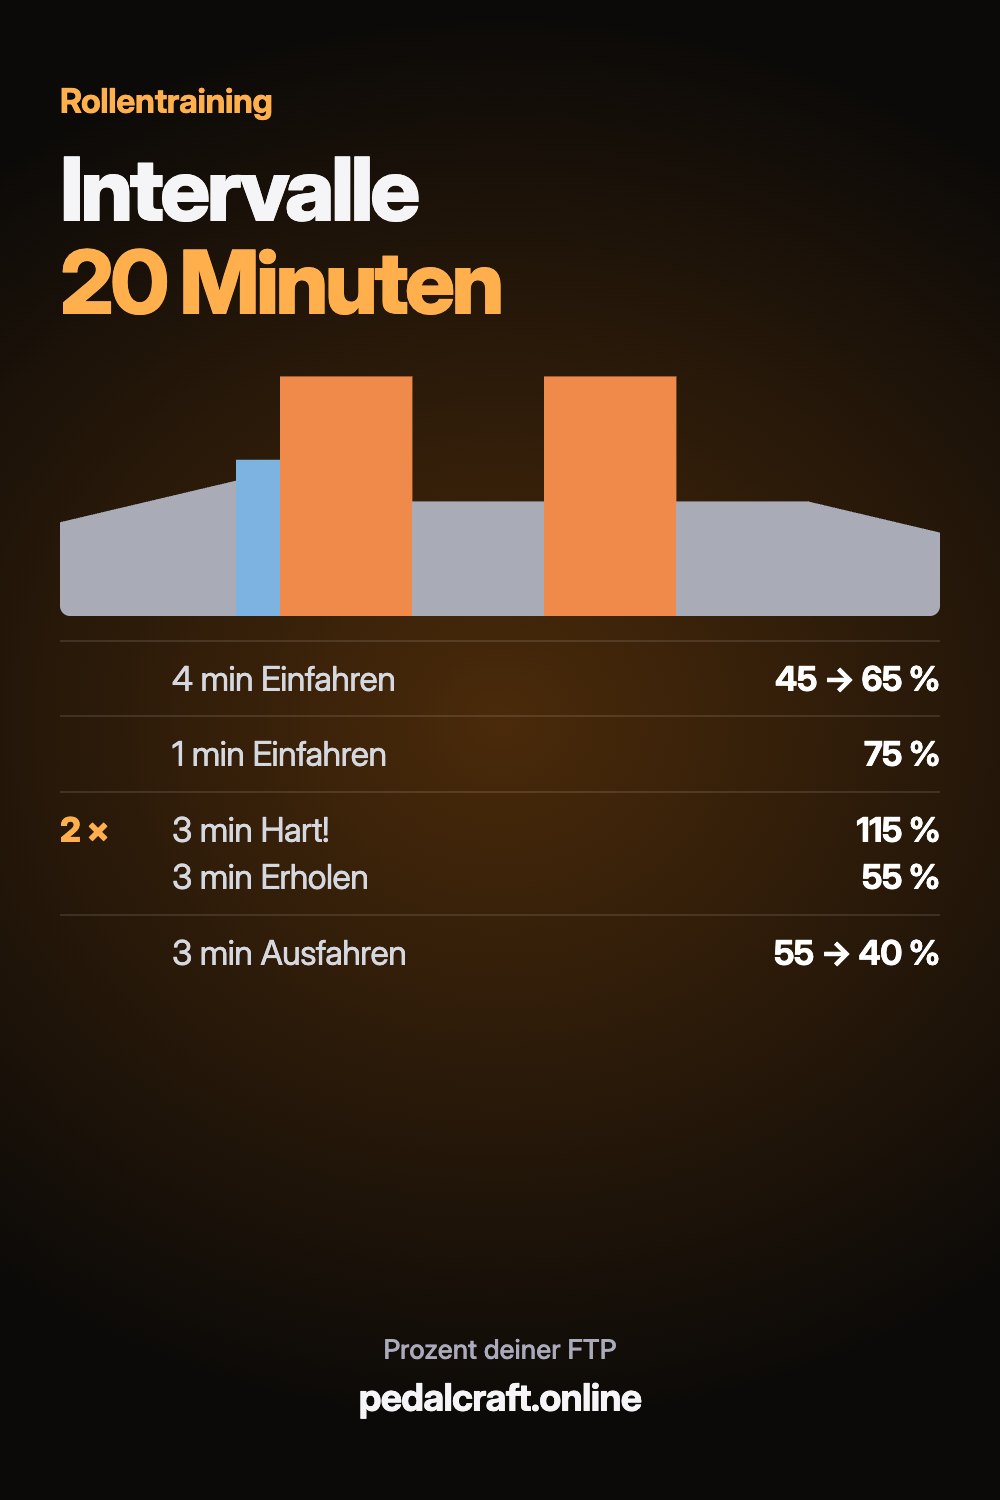 Rollentraining
Intervalle
20 Minuten
4 min Einfahren 45 → 65 %
1 min Einfahren 75 %
2 × 3 min Hart! 115 %
3 min Erholen 55 %
3 min Ausfahren 55 → 40 %
Prozent deiner FTP
pedalcraft.online